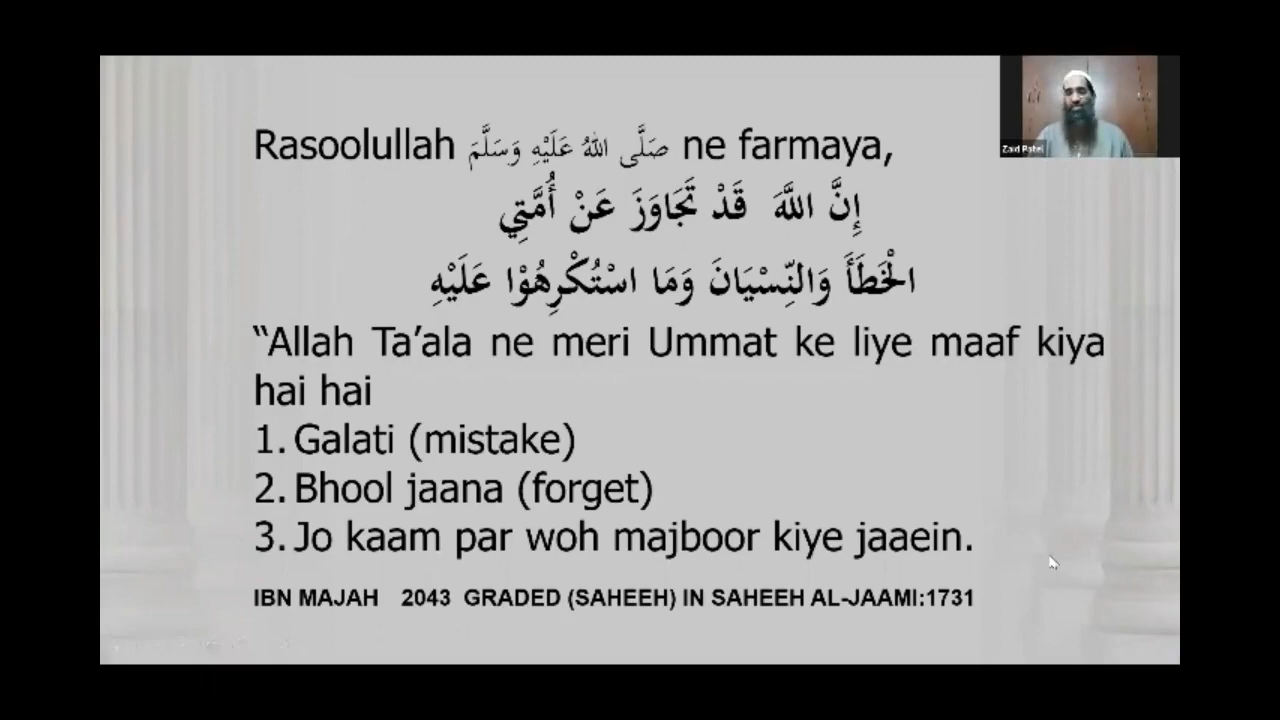 Rasoolullah صَلَّى اللهُ عَلَيْهِ وَسَلَّمَ ne farmaya,
إِنَّ اللَّهَ قَدْ تَجَاوَزَ عَنْ أُمَّتِي
الْخَطَأَ وَالنِّسْيَانَ وَمَا اسْتُكْرِهُوْا عَلَيْهِ
“Allah Ta’ala ne meri Ummat ke liye maaf kiya
hai hai
1. Galati (mistake)
2. Bhool jaana (forget)
3. Jo kaam par woh majboor kiye jaaein.
IBN MAJAH 2043 GRADED (SAHEEH) IN SAHEEH AL-JAAMI:1731
Zaid Patel